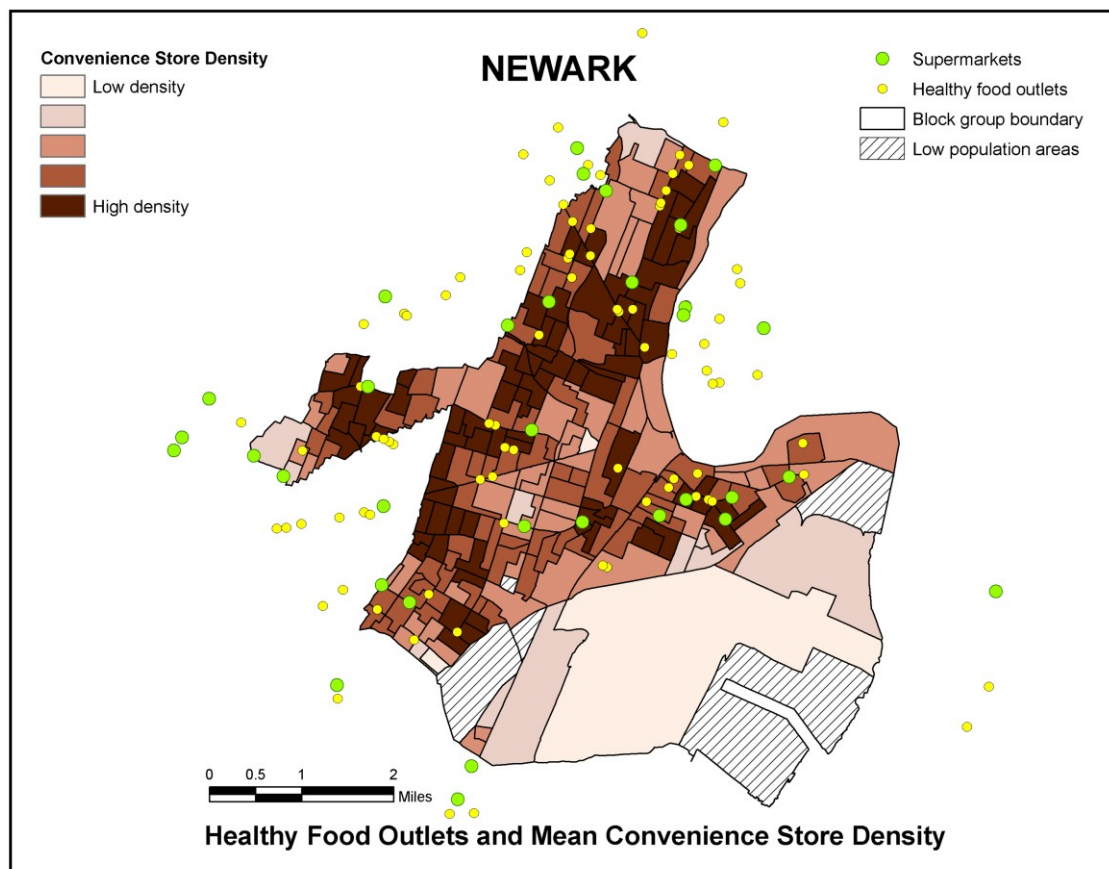 NEWARK
Convenience Store Density
Low density
High density
Supermarkets
Healthy food outlets
Block group boundary
Low population areas
0 0.5 1 2
Miles
Healthy Food Outlets and Mean Convenience Store Density